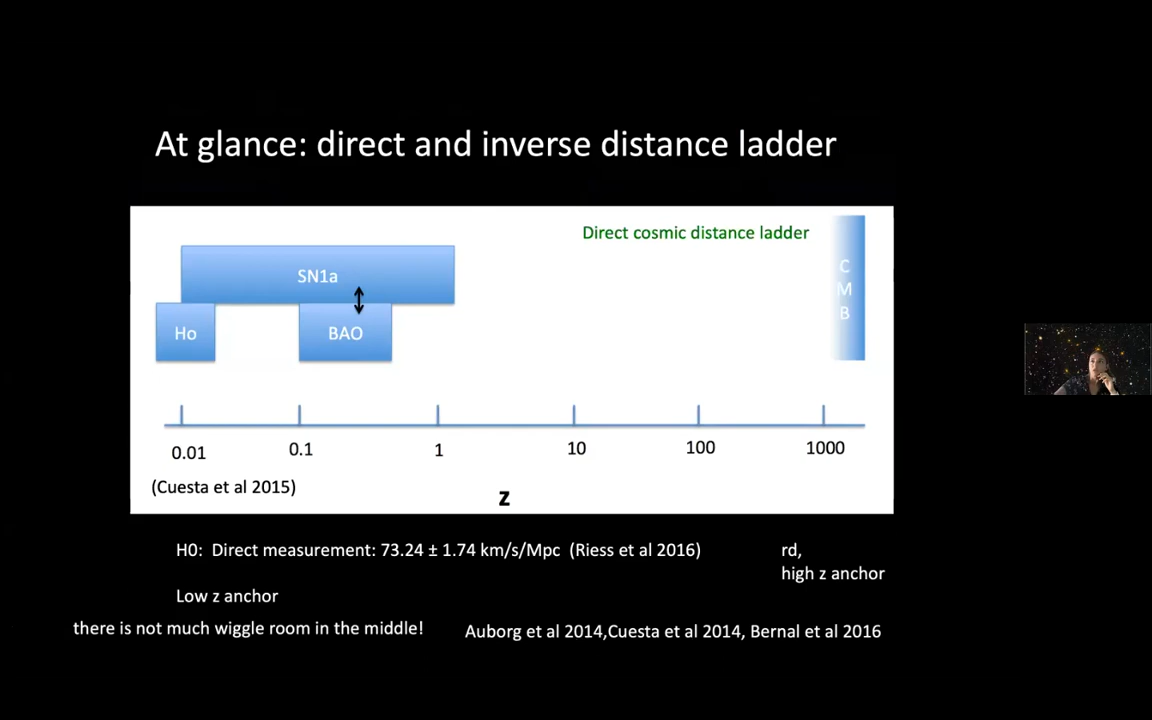 At glance: direct and inverse distance ladder
Direct cosmic distance ladder
SN1a
C
M
B
Ho
BAO
0.01
0.1
1
10
100
1000
(Cuesta et al 2015)
z
H0: Direct measurement: 73.24 ± 1.74 km/s/Mpc (Riess et al 2016)
rd,
high z anchor
Low z anchor
there is not much wiggle room in the middle!
Auborg et al 2014,Cuesta et al 2014, Bernal et al 2016